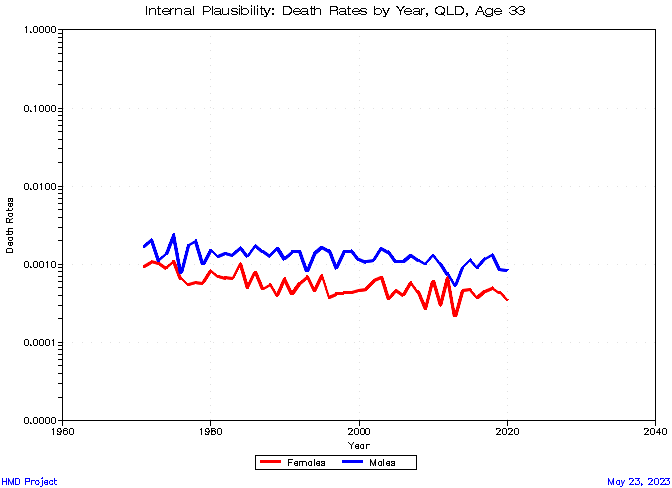 Internal Plausibility: Death Rates by Year, QLD, Age 33
1.0000
0.1000
0.0100
0.0010
0.0001
0.0000
Death Rates
1960 1980 2000 2020 2040
Year
Females Males
HMD Project May 23, 2023